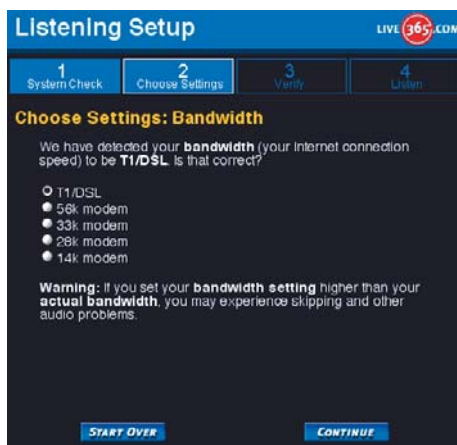 Listening Setup
LIVE 365.COM
1
System Check
2
Choose Settings
3
Verify
4
Listen
Choose Settings: Bandwidth
We have detected your bandwidth (your Internet connection
speed) to be T1/DSL. Is that correct?
T1/DSL
56k modem
33k modem
28k modem
14k modem
Warning: If you set your bandwidth setting higher than your
actual bandwidth, you may experience skipping and other
audio problems.
START OVER
CONTINUE